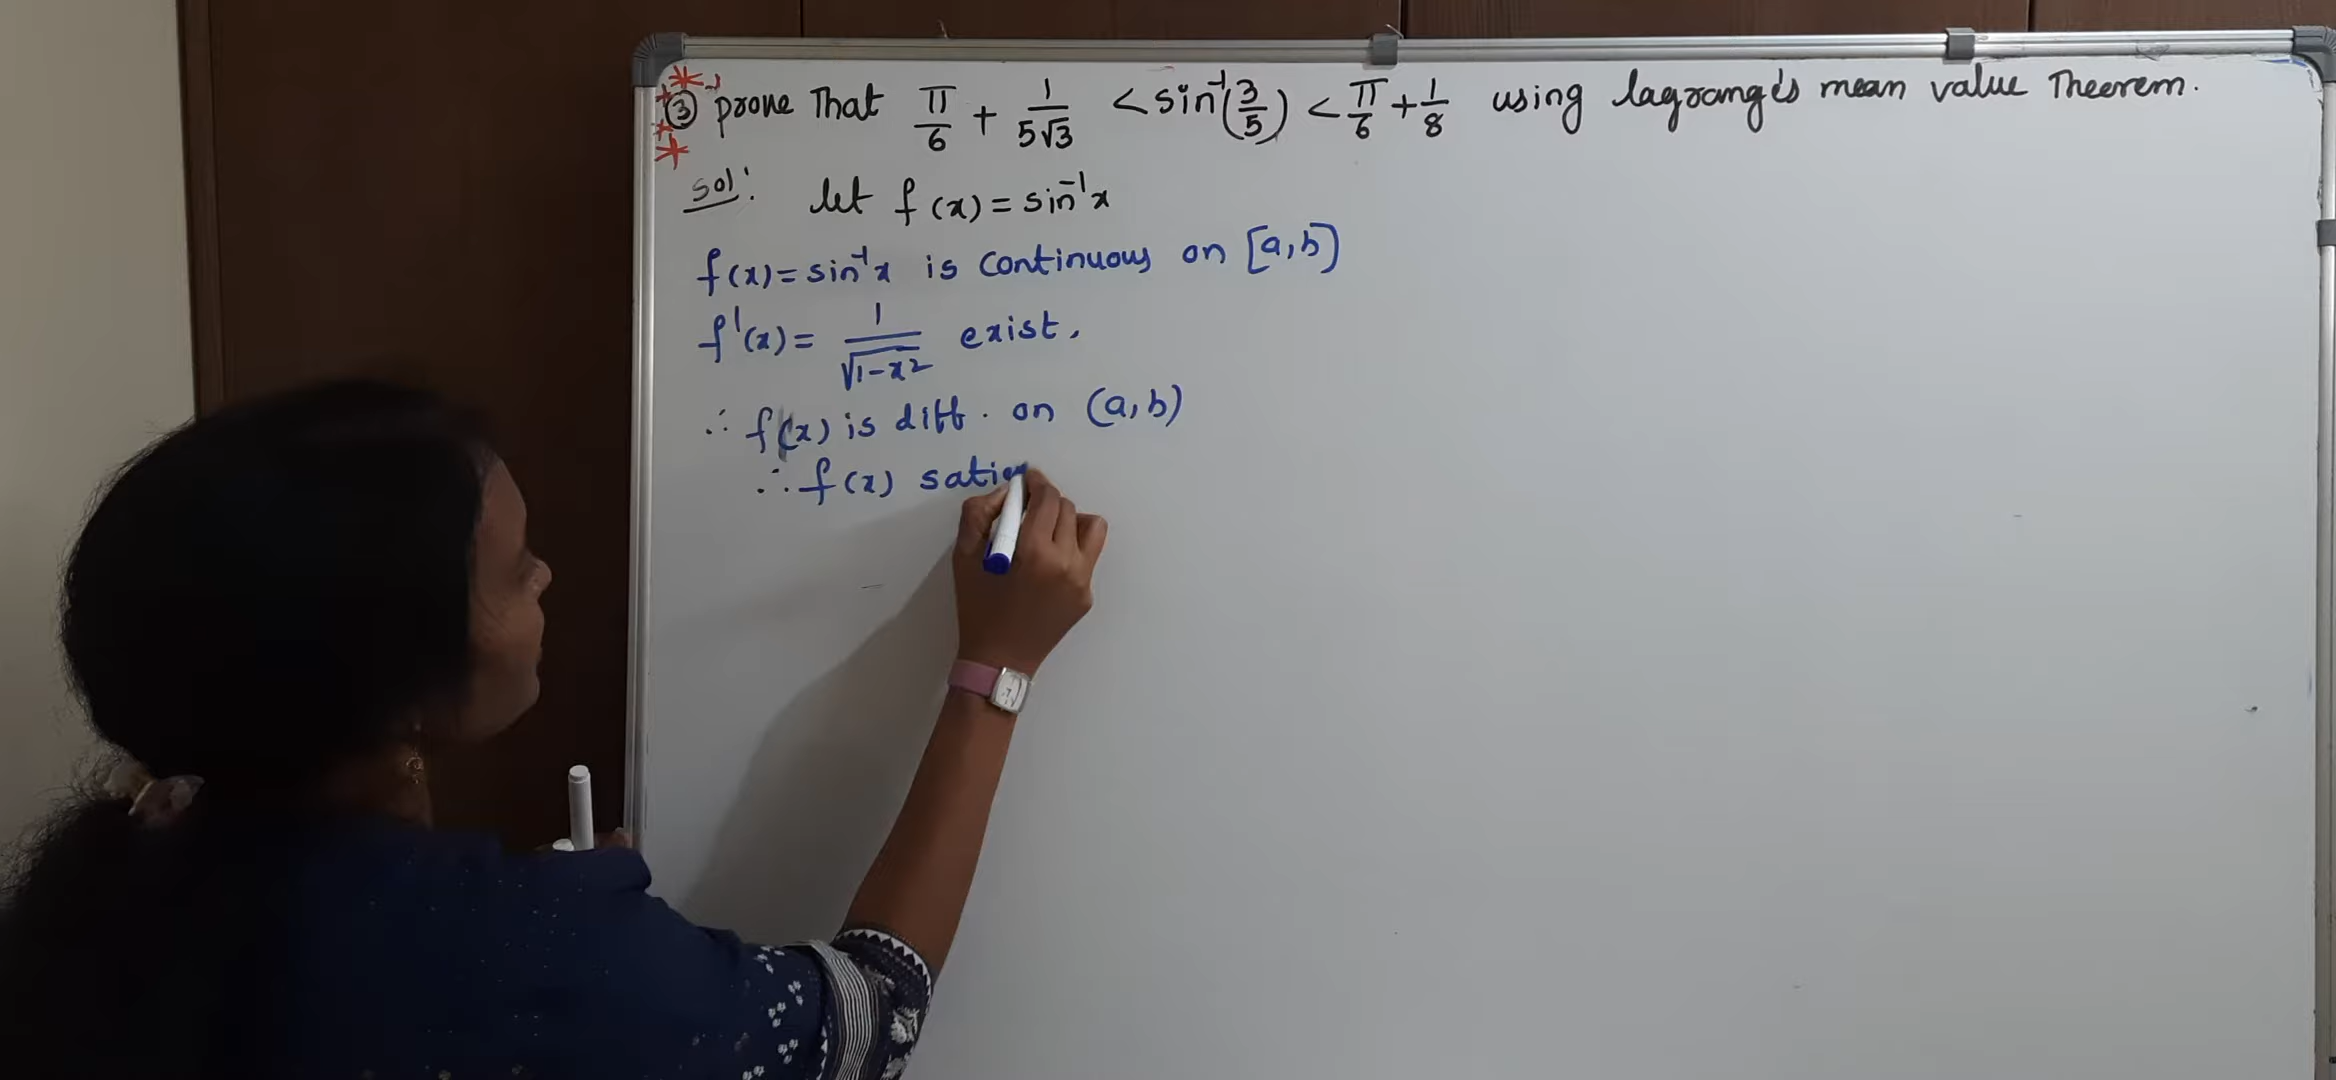 ③ prove That π/6 + 1/5√3 < sin⁻¹(3/5) < π/6 + 1/8 using lagrange's mean value Theorem.
sol: let f(x) = sin⁻¹x
f(x) = sin⁻¹x is continuous on [a,b]
f'(x) = 1/√1-x² exist.
∴ f(x) is diff. on (a,b)
∴ f(x) satis